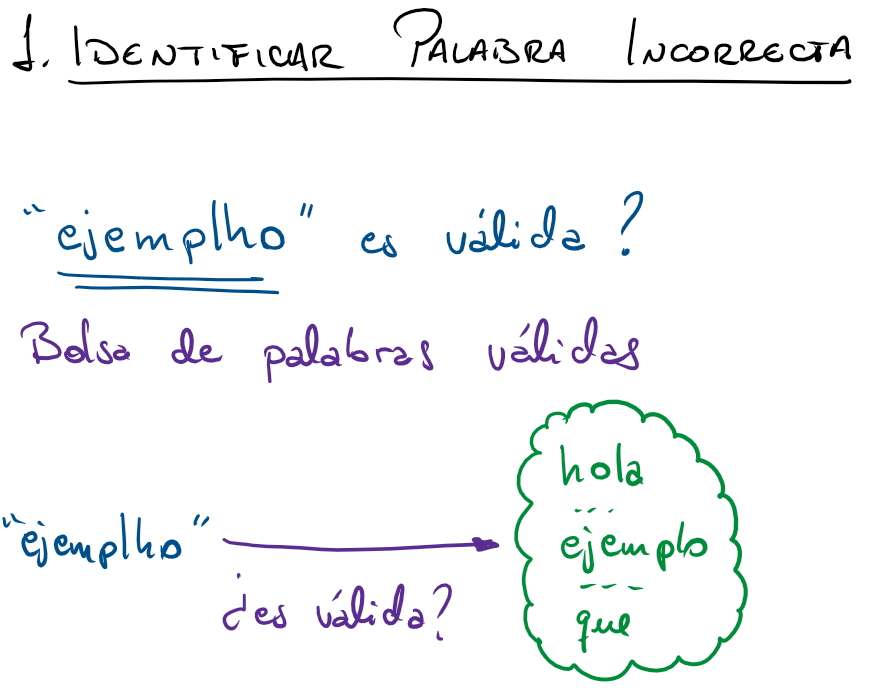 1. IDENTIFICAR PALABRA INCORRECTA
"ejemplho" es válida?
Bolsa de palabras válidas
hola
---
"ejemplho"
ejemplo
---
¿es válida?
que